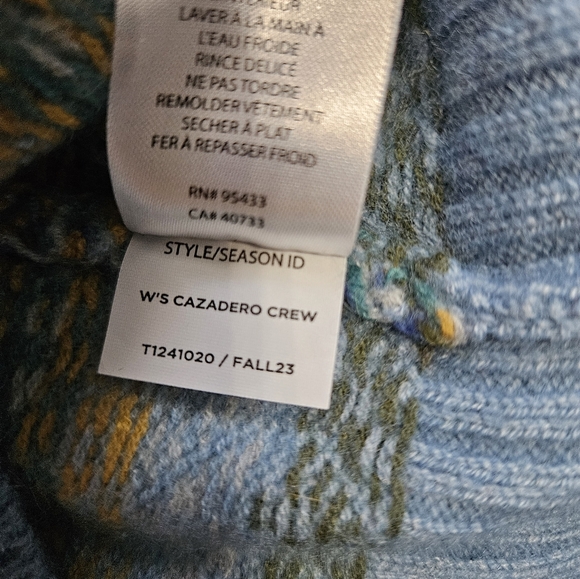 LAVER À LA MAIN À
L'EAU FROIDE
RINCE DELICE
NE PAS TORDRE
REMOLDER VÊTEMENT
SECHER À PLAT
FER À REPASSER FROID
RN# 95433
CA# 40733
STYLE/SEASON ID
W'S CAZADERO CREW
T1241020 / FALL23